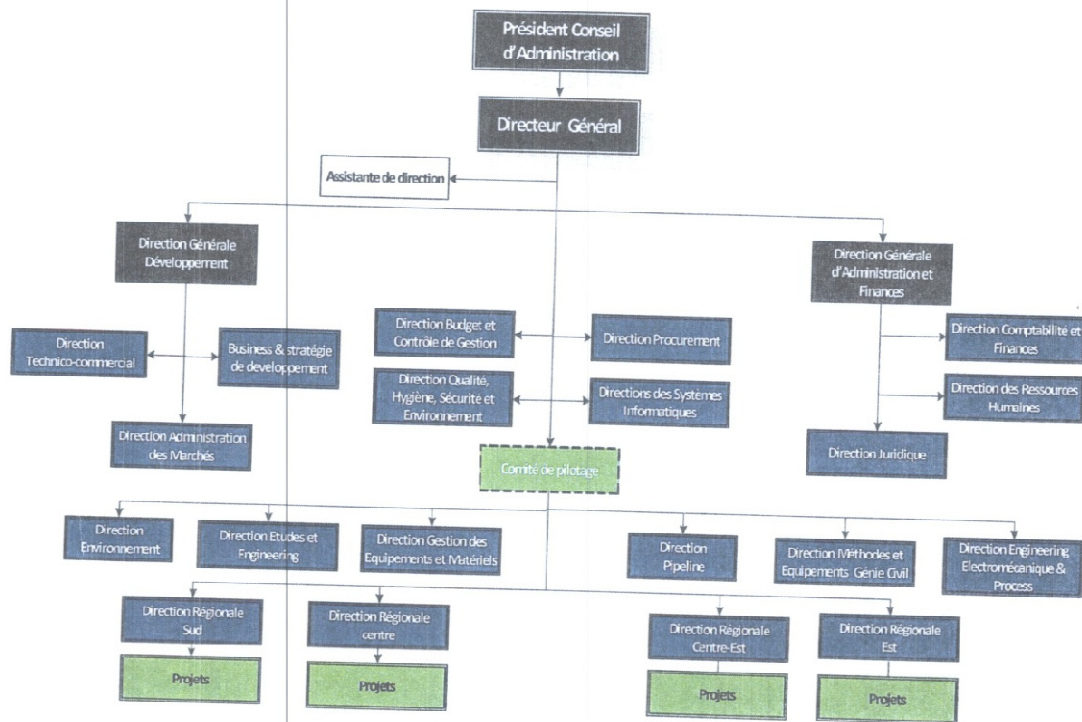 Président Conseil
d'Administration
Directeur Général
Assistante de direction
Direction Générale
Développement
Direction Générale
d'Administration et
Finances
Direction
Technico-commercial
Business & stratégie
de developpement
Direction Administration
des Marchés
Direction Budget et
Contrôle de Gestion
Direction Procurement
Direction Qualité,
Hygiène, Sécurité et
Environnement
Directions des Systèmes
Informatiques
Direction Comptabilité et
Finances
Direction des Ressources
Humaines
Direction Juridique
Comité de pilotage
Direction
Environnement
Direction Etudes et
Engineering
Direction Gestion des
Equipements et Matériels
Direction
Pipeline
Direction Méthodes et
Equipements Génie Civil
Direction Engineering
Electromécanique &
Process
Direction Régionale
Sud
Direction Régionale
centre
Direction Régionale
Centre-Est
Direction Régionale
Est
Projets
Projets
Projets
Projets